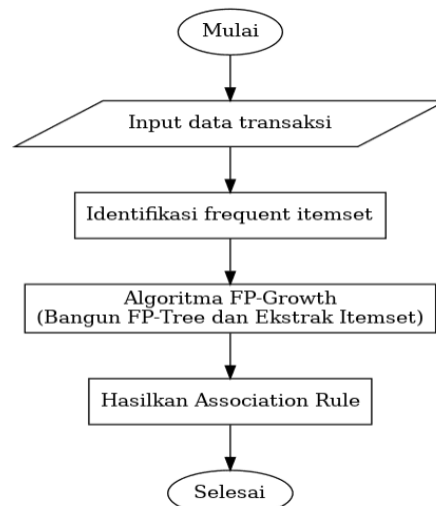 Mulai
Input data transaksi
Identifikasi frequent itemset
Algoritma FP-Growth
(Bangun FP-Tree dan Ekstrak Itemset)
Hasilkan Association Rule
Selesai